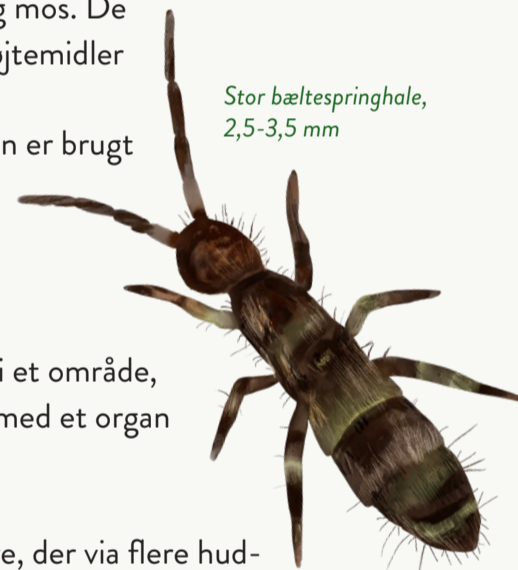 g mos. De
øjtemidler
Stor bæltespringhale,
2,5-3,5 mm
n er brugt
i et område,
med et organ
e, der via flere hud-